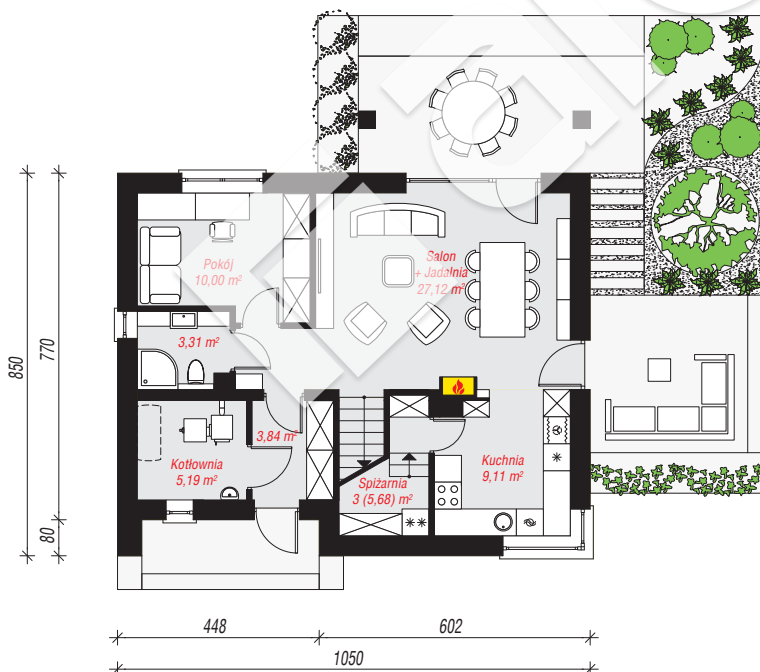 Pokój
10,00 m²
Salon
+ Jadalnia
27,12 m²
3,31 m²
3,84 m²
Kotłownia
5,19 m²
Spiżarnia
3 (5,68) m²
Kuchnia
9,11 m²
850
770
80
448
602
1050